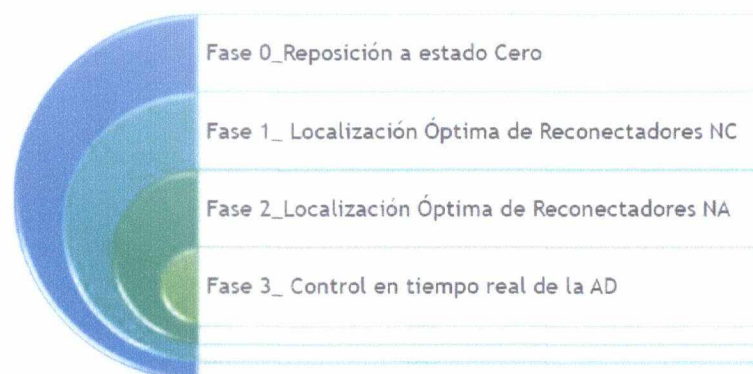 Fase 0_Reposición a estado Cero
Fase 1_ Localización Óptima de Reconectadores NC
Fase 2_Localización Óptima de Reconectadores NA
Fase 3_ Control en tiempo real de la AD